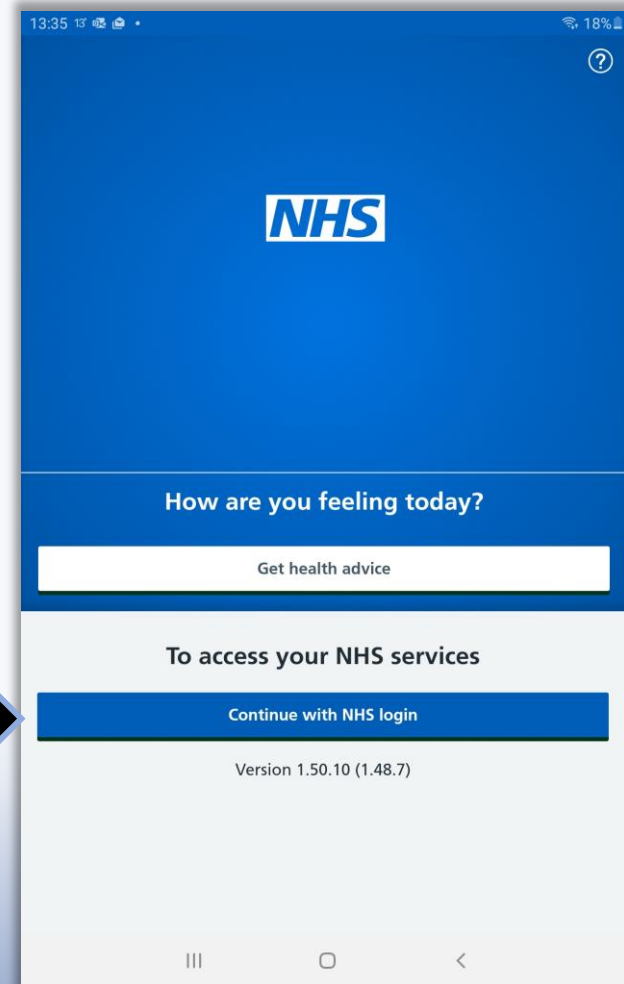 13:35 13°
18%
?
NHS
How are you feeling today?
Get health advice
To access your NHS services
Continue with NHS login
Version 1.50.10 (1.48.7)